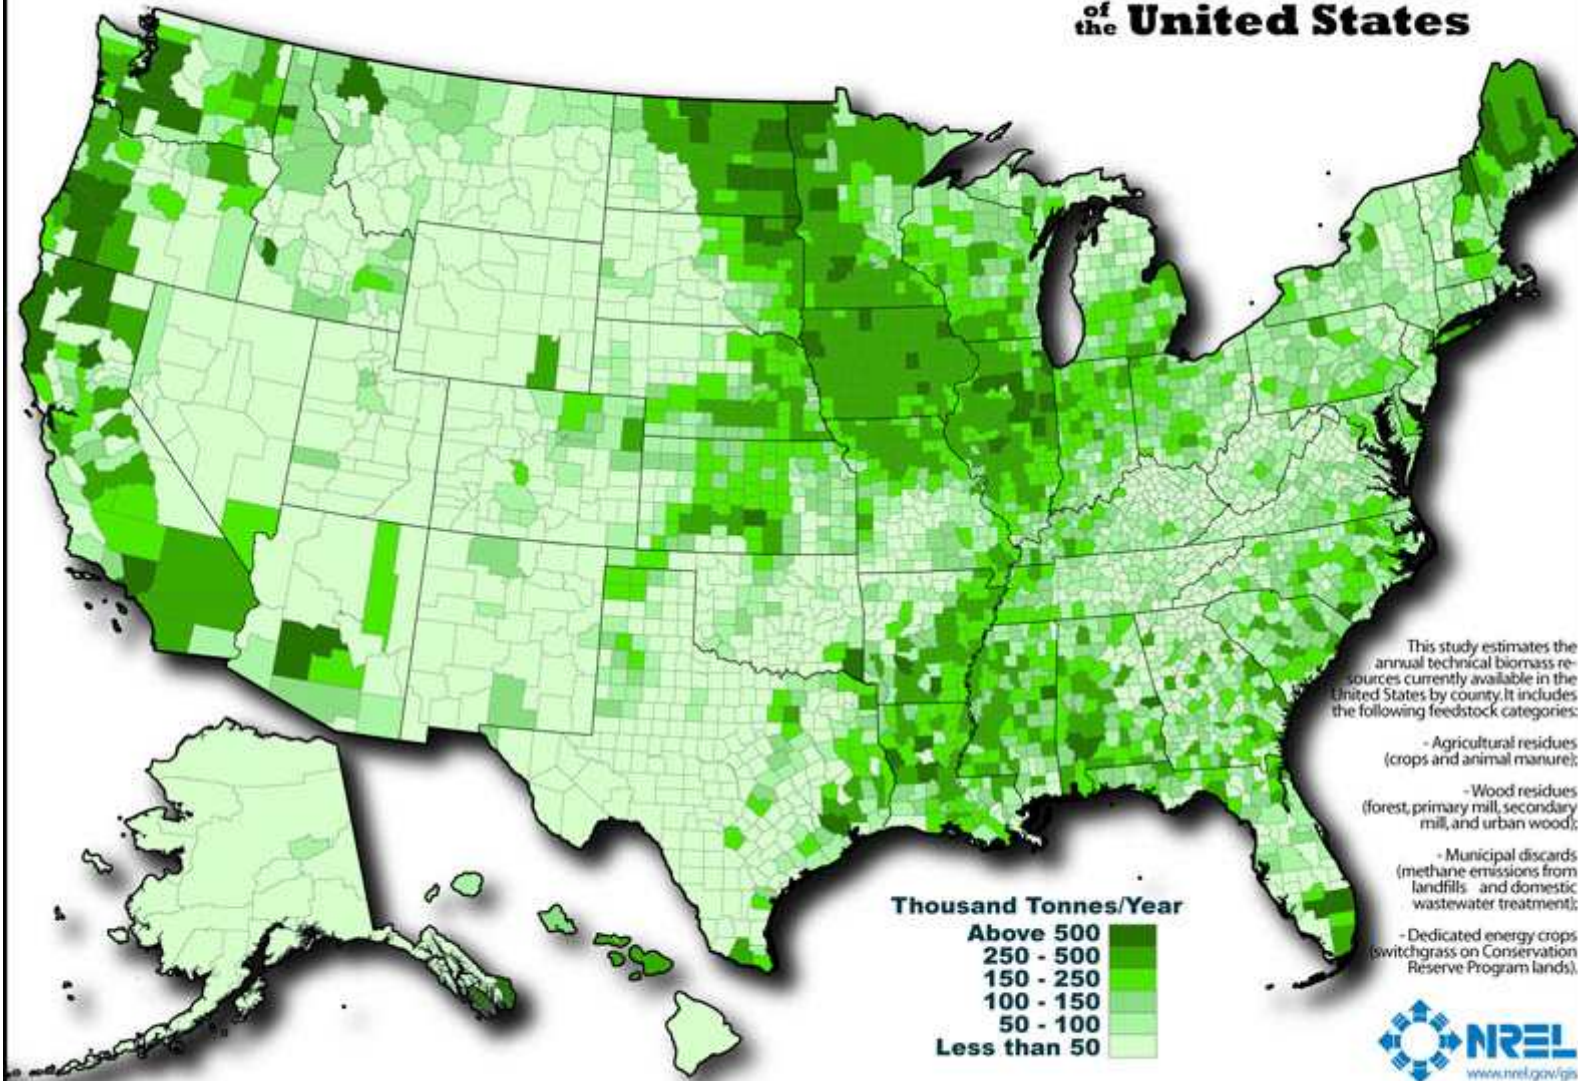 of
the United States
This study estimates the
annual technical biomass re-
sources currently available in the
United States by county. It includes
the following feedstock categories:
- Agricultural residues
(crops and animal manure);
- Wood residues
(forest, primary mill, secondary
mill, and urban wood);
- Municipal discards
(methane emissions from
landfills and domestic
wastewater treatment);
- Dedicated energy crops
(switchgrass on Conservation
Reserve Program lands).
Thousand Tonnes/Year
Above 500
250 - 500
150 - 250
100 - 150
50 - 100
Less than 50
NREL
www.nrel.gov/gis